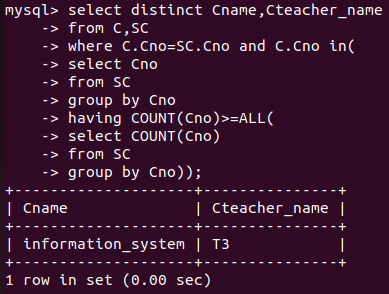 mysql> select distinct Cname,Cteacher_name
-> from C,SC
-> where C.Cno=SC.Cno and C.Cno in(
-> select Cno
-> from SC
-> group by Cno
-> having COUNT(Cno)>=ALL(
-> select COUNT(Cno)
-> from SC
-> group by Cno));
+--------------------+---------------+
| Cname              | Cteacher_name |
+--------------------+---------------+
| information_system | T3            |
+--------------------+---------------+
1 row in set (0.00 sec)